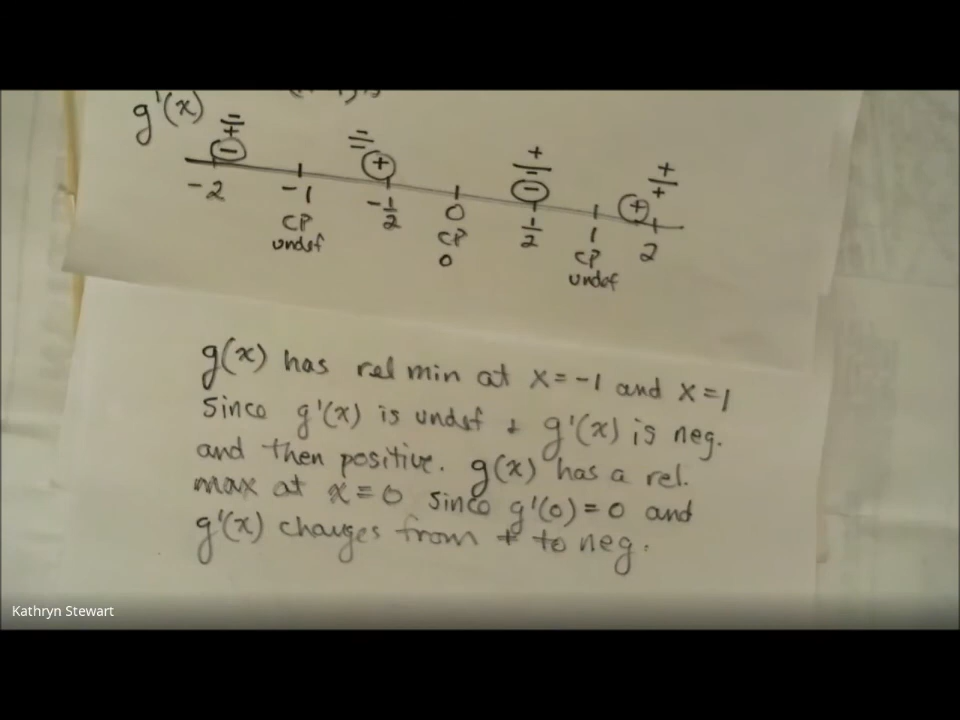 g'(x)
= + = + +
+ = - +
- + - +
-2 -1 -1/2 0 1/2 1 2
CP CP CP
undef 0 undef
g(x) has rel min at x=-1 and x=1
Since g'(x) is undef + g'(x) is neg.
and then positive. g(x) has a rel.
max at x=0 since g'(0)=0 and
g'(x) changes from + to neg.
Kathryn Stewart